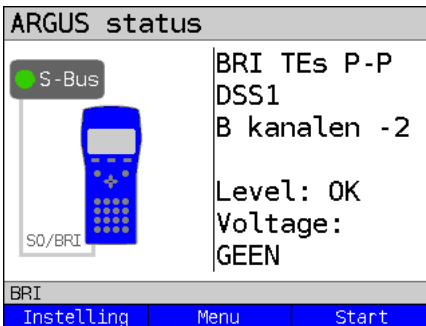 ARGUS status
S-Bus
BRI TEs P-P
DSS1
B kanalen -2
Level: OK
Voltage:
GEEN
S0/BRI
BRI
Instelling Menu Start